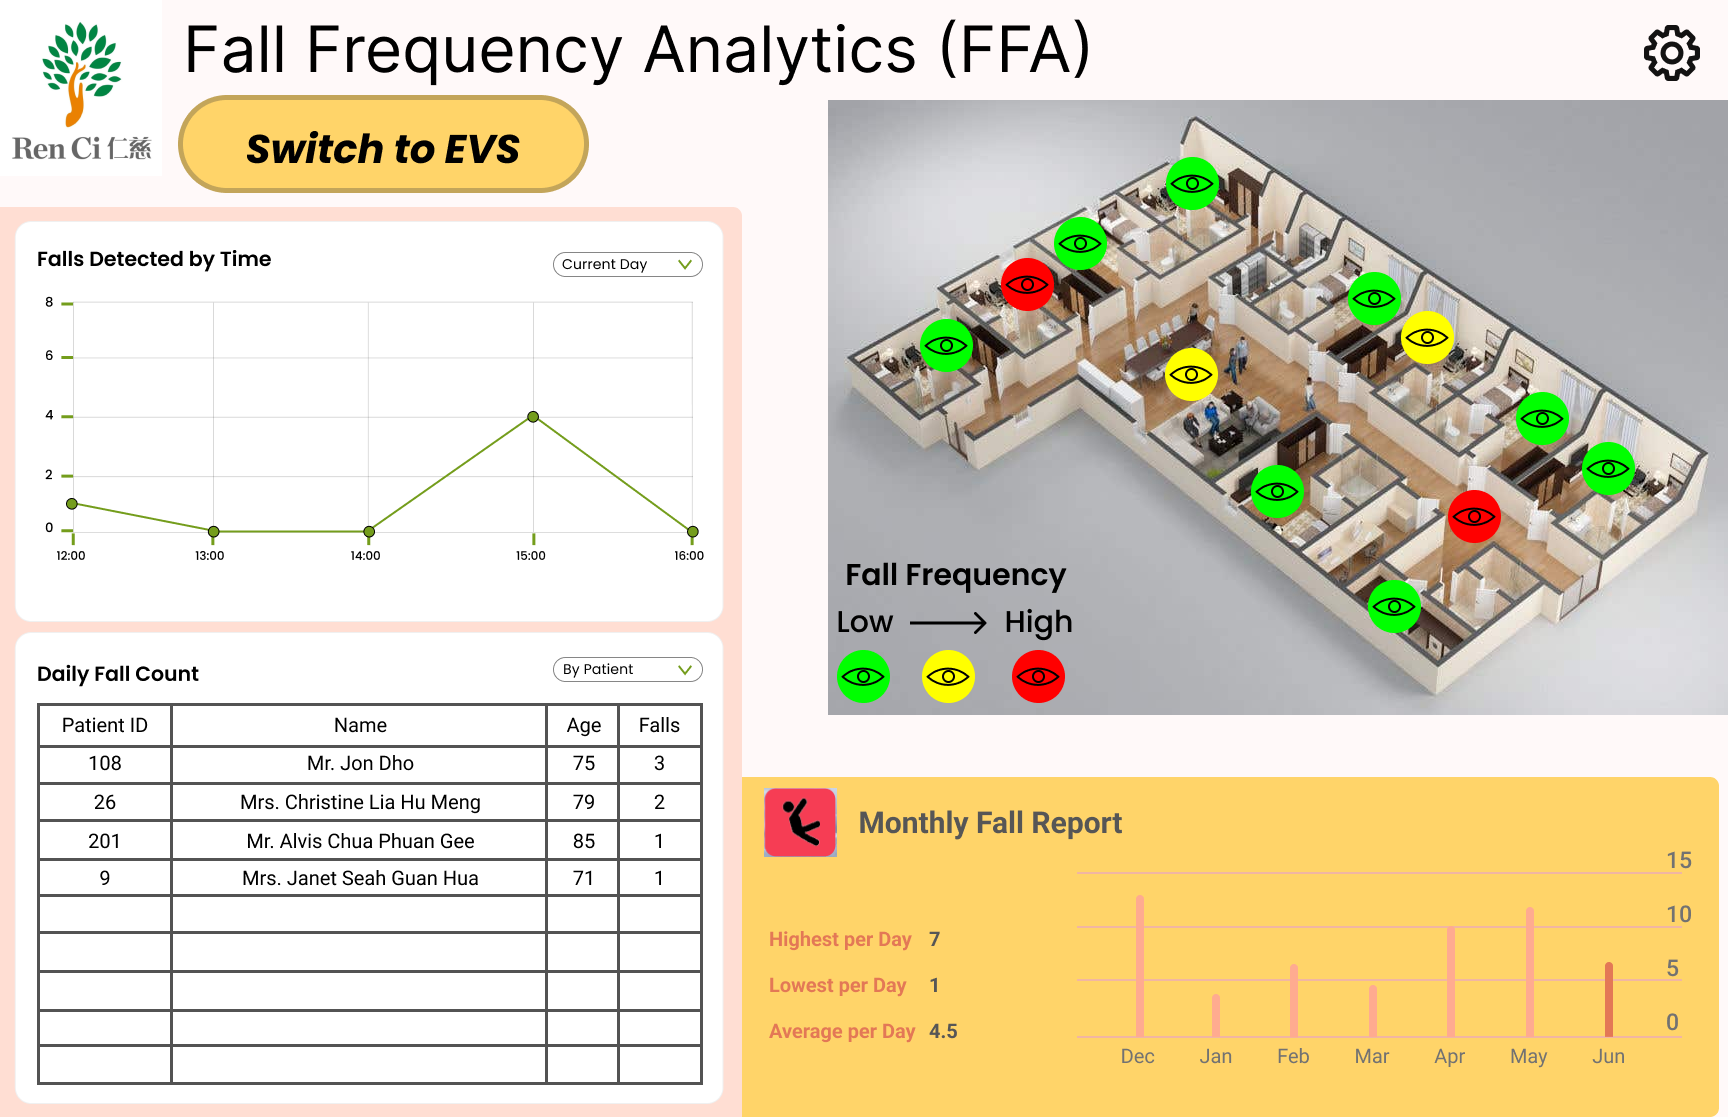 Ren Ci 仁慈
Fall Frequency Analytics (FFA)
Switch to EVS
Falls Detected by Time
Current Day
8
6
4
2
0
12:00 13:00 14:00 15:00 16:00
Daily Fall Count
By Patient
Patient ID Name Age Falls
108 Mr. Jon Dho 75 3
26 Mrs. Christine Lia Hu Meng 79 2
201 Mr. Alvis Chua Phuan Gee 85 1
9 Mrs. Janet Seah Guan Hua 71 1
Fall Frequency
Low High
Monthly Fall Report
Highest per Day 7
Lowest per Day 1
Average per Day 4.5
15
10
5
0
Dec Jan Feb Mar Apr May Jun